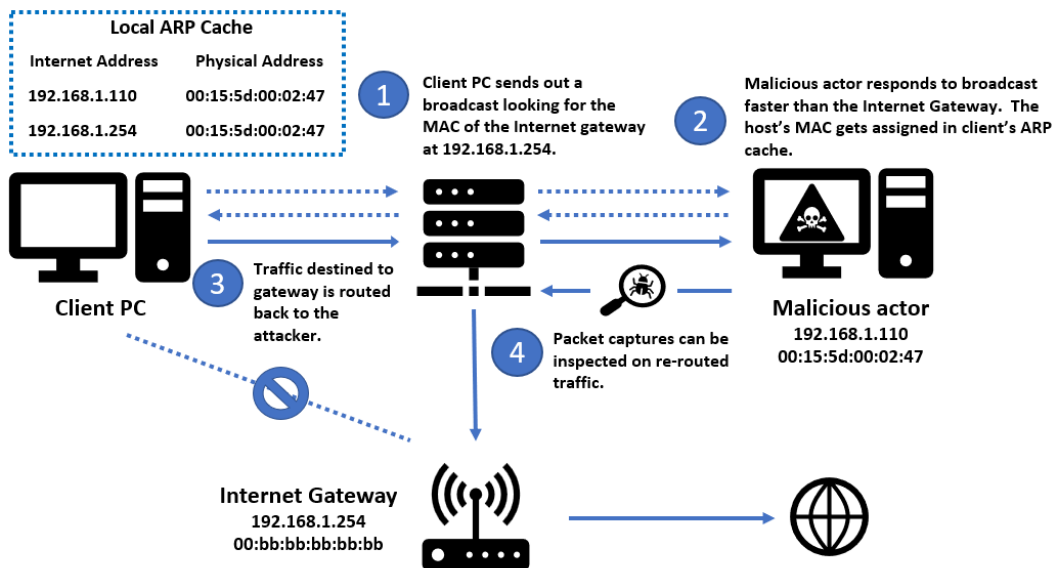 Local ARP Cache
Internet Address Physical Address
192.168.1.110 00:15:5d:00:02:47
192.168.1.254 00:15:5d:00:02:47
1
Client PC sends out a
broadcast looking for the
MAC of the Internet gateway
at 192.168.1.254.
2
Malicious actor responds to broadcast
faster than the Internet Gateway. The
host's MAC gets assigned in client's ARP
cache.
Client PC
3
Traffic destined to
gateway is routed
back to the
attacker.
4
Packet captures can be
inspected on re-routed
traffic.
Malicious actor
192.168.1.110
00:15:5d:00:02:47
Internet Gateway
192.168.1.254
00:bb:bb:bb:bb:bb